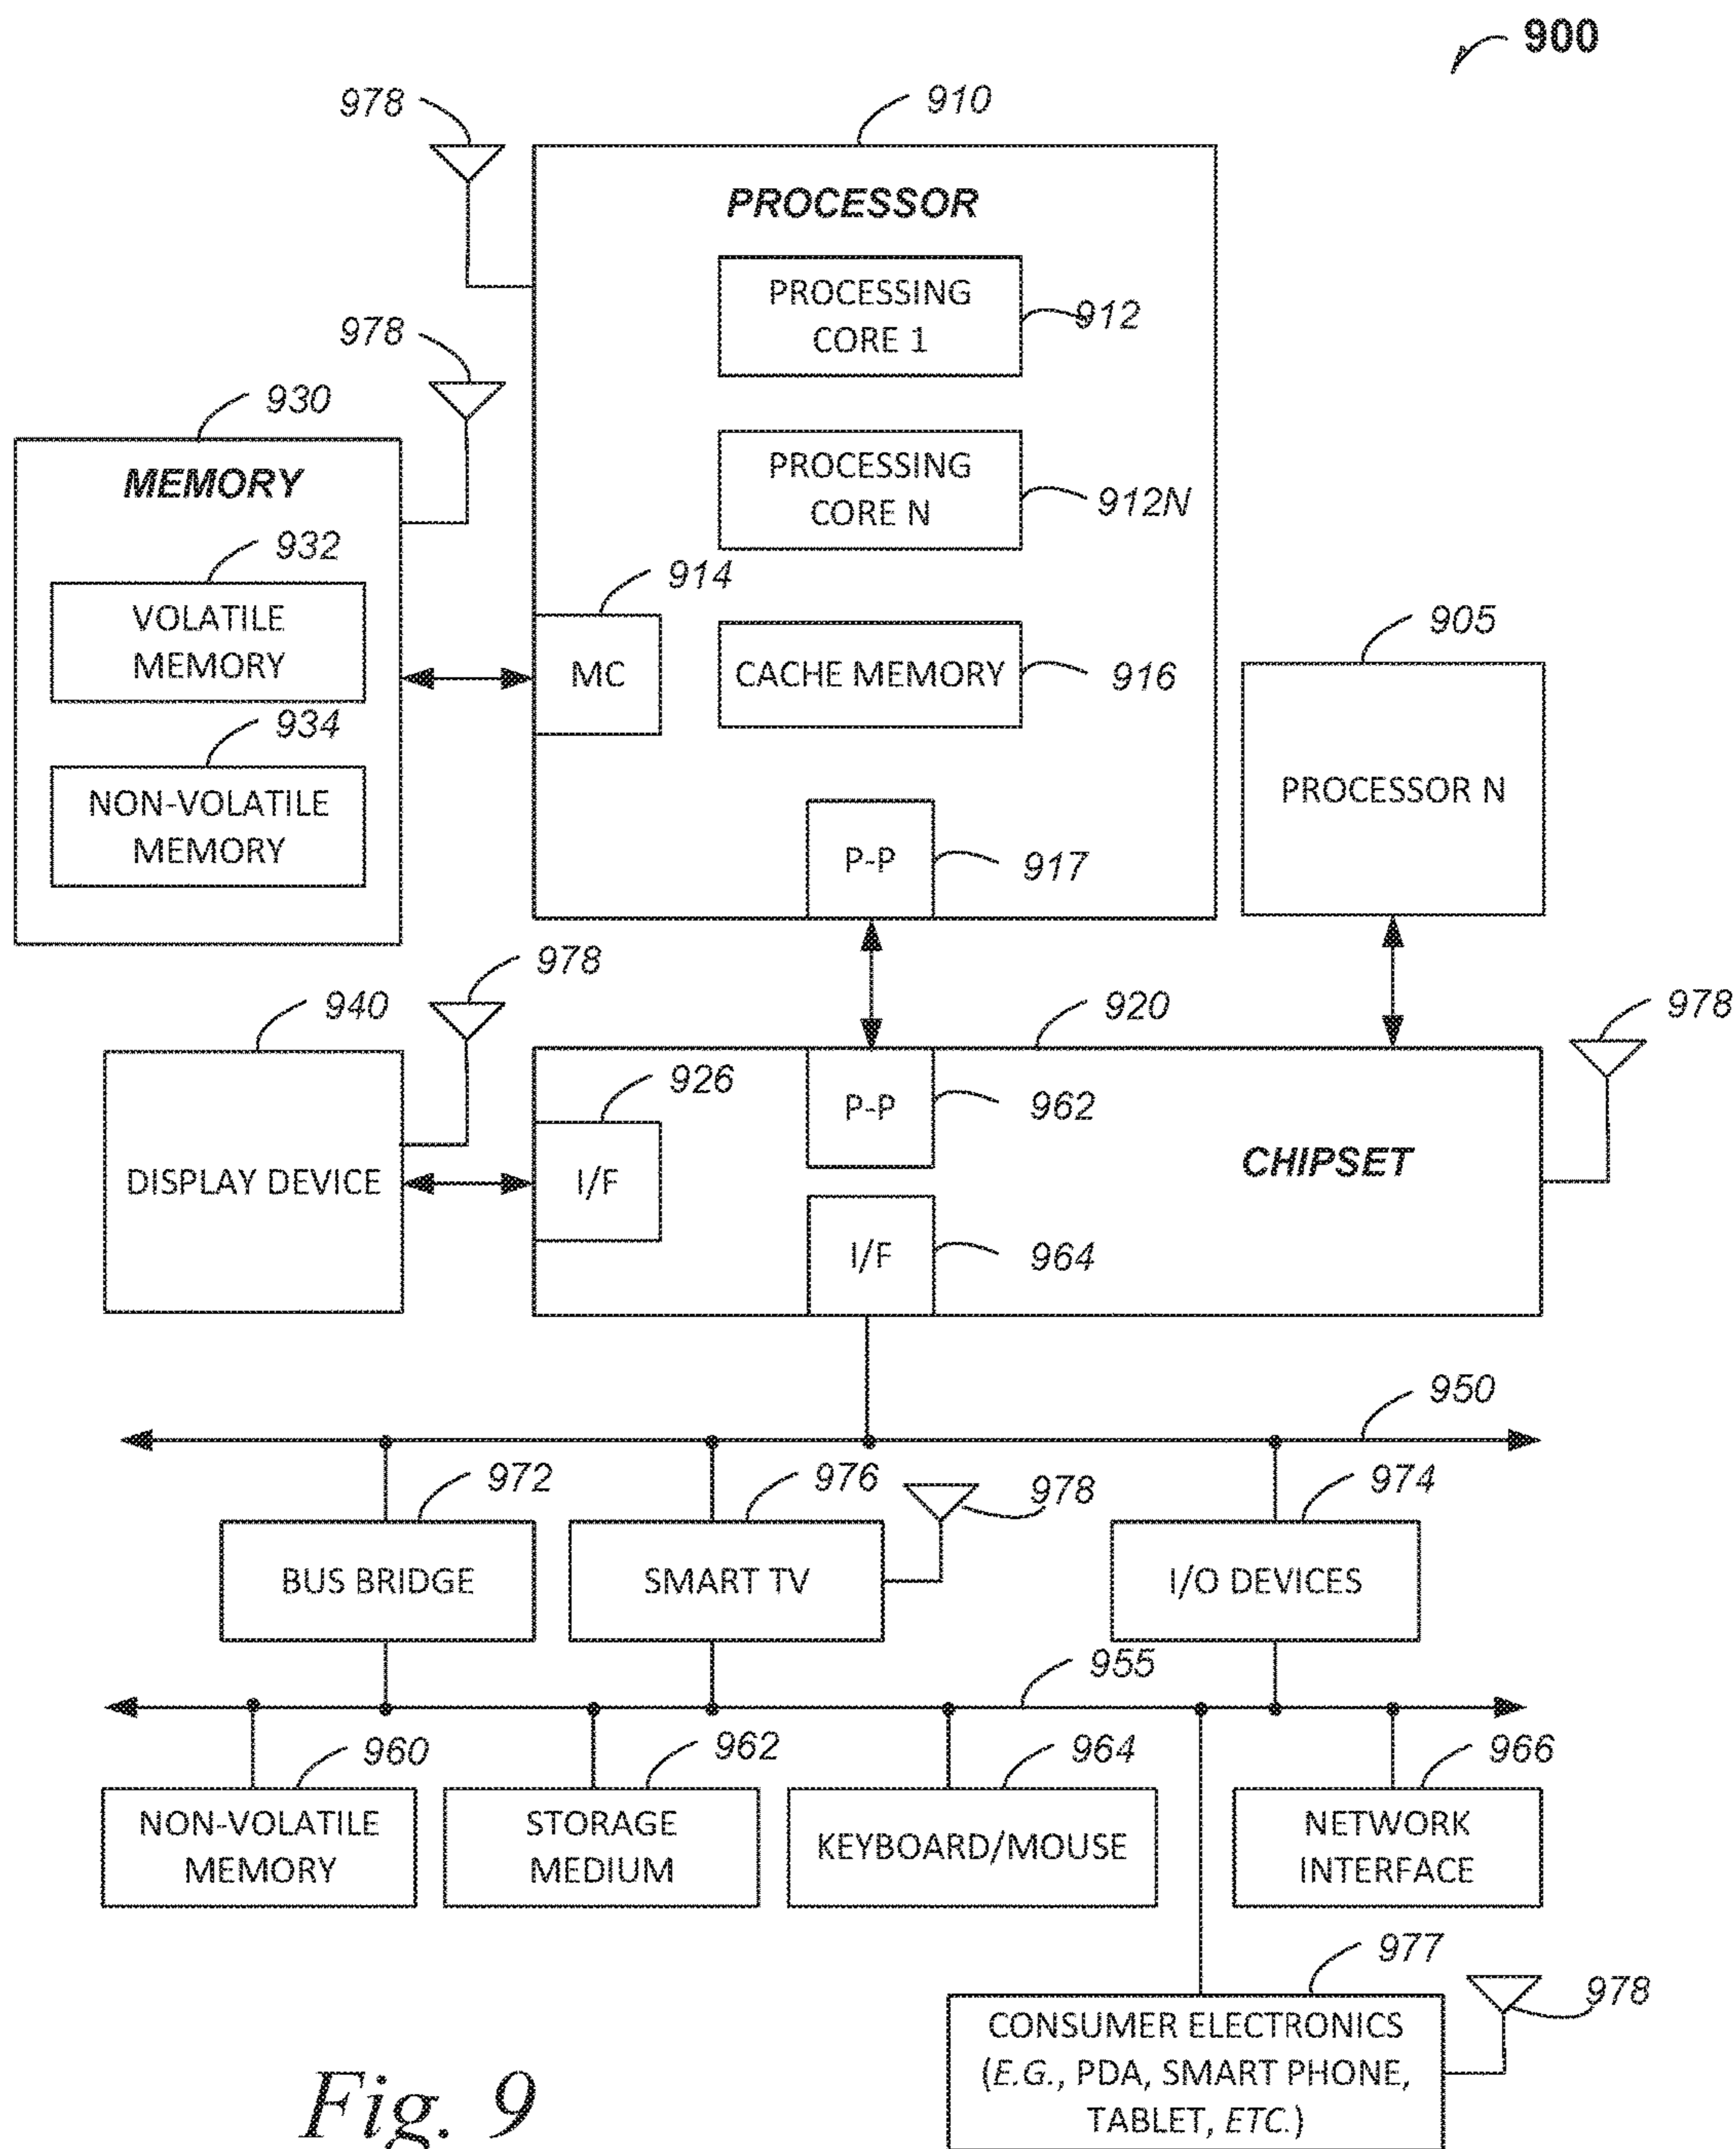 900
978
910
PROCESSOR
PROCESSING
CORE 1
912
978
930
MEMORY
PROCESSING
CORE N
912N
932
VOLATILE
MEMORY
914
MC
CACHE MEMORY
916
905
PROCESSOR N
934
NON-VOLATILE
MEMORY
P-P
917
978
940
DISPLAY DEVICE
920
978
926
I/F
P-P
962
CHIPSET
I/F
964
950
972
BUS BRIDGE
976
SMART TV
978
974
I/O DEVICES
955
960
NON-VOLATILE
MEMORY
962
STORAGE
MEDIUM
964
KEYBOARD/MOUSE
966
NETWORK
INTERFACE
977
CONSUMER ELECTRONICS
(E.G., PDA, SMART PHONE,
TABLET, ETC.)
978
Fig. 9